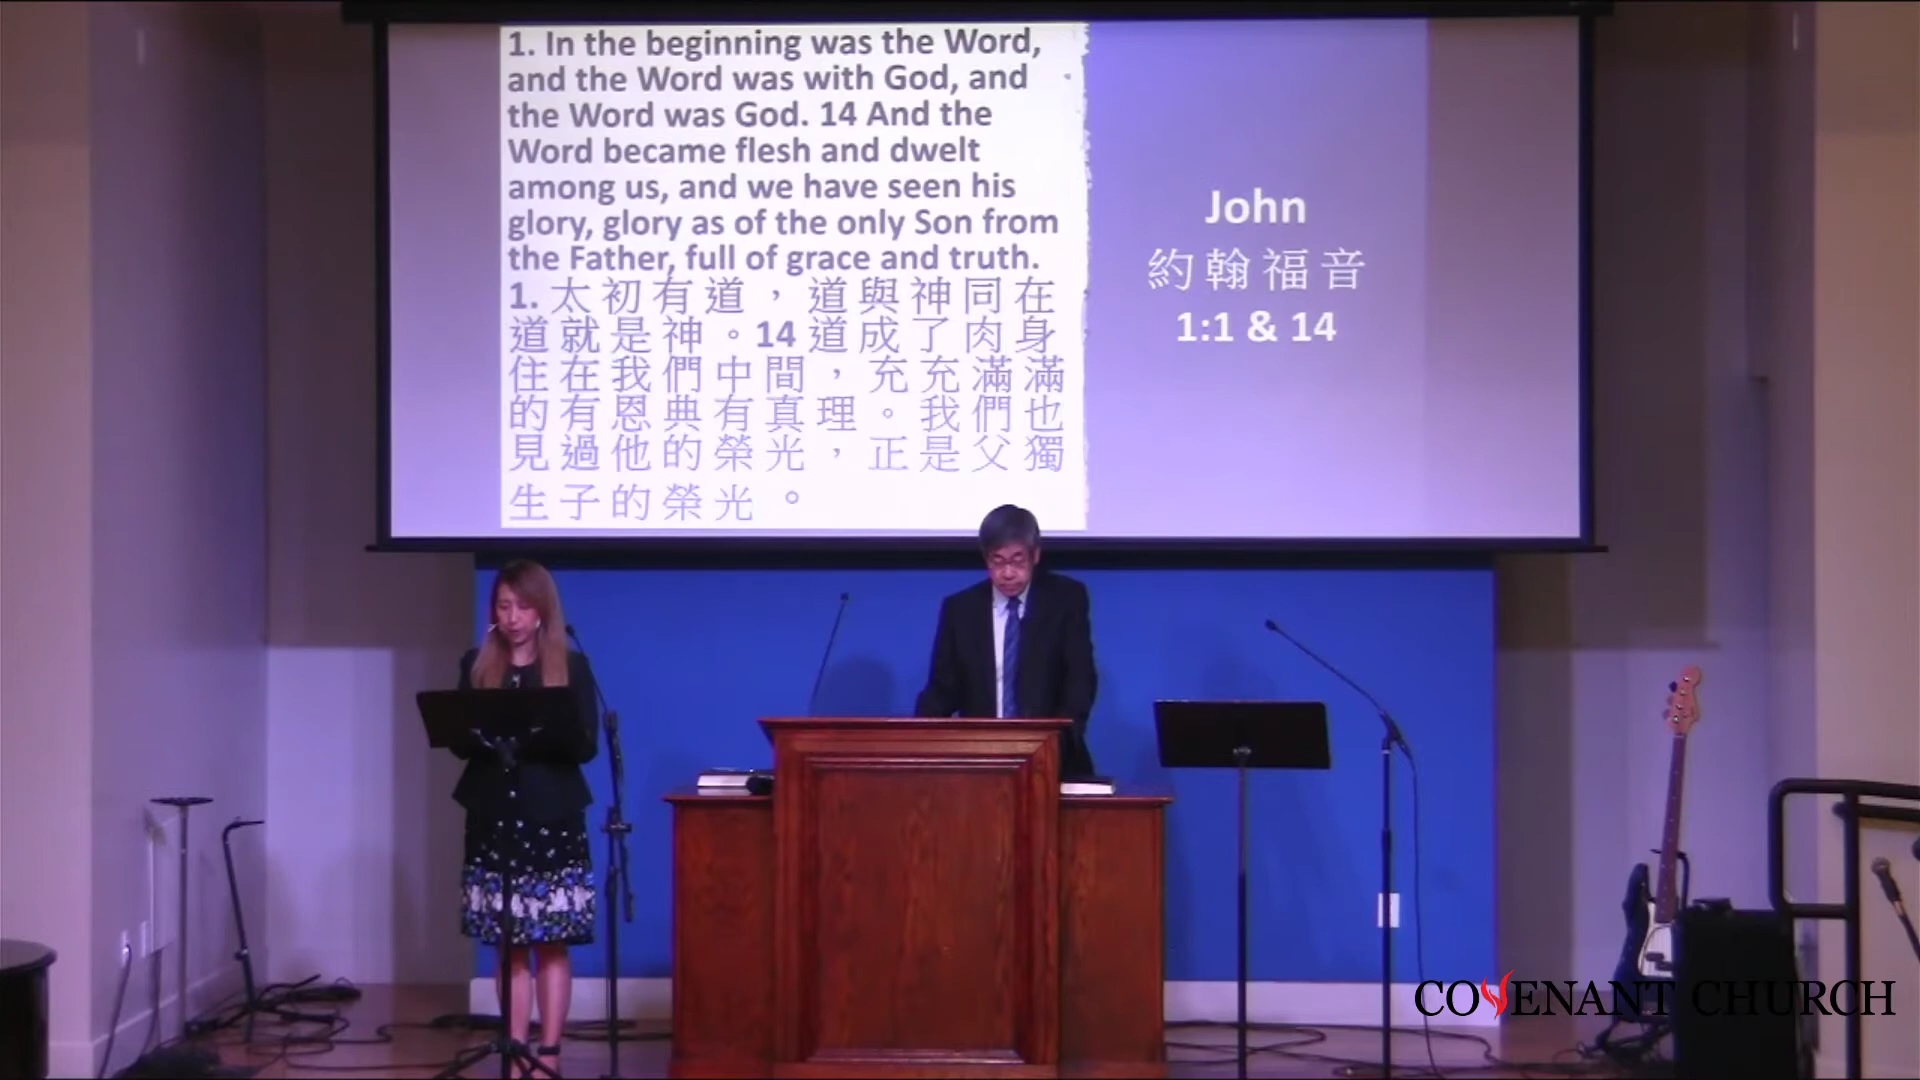 1. In the beginning was the Word,
and the Word was with God, and
the Word was God. 14 And the
Word became flesh and dwelt
among us, and we have seen his
glory, glory as of the only Son from
the Father, full of grace and truth.
1. 太初有道，道與神同在
道就是神。14 道成了肉身
住在我們中間，充充滿滿
的有恩典有真理。我們也
見過他的榮光，正是父獨
生子的榮光。
John
約翰福音
1:1 & 14
COVENANT CHURCH